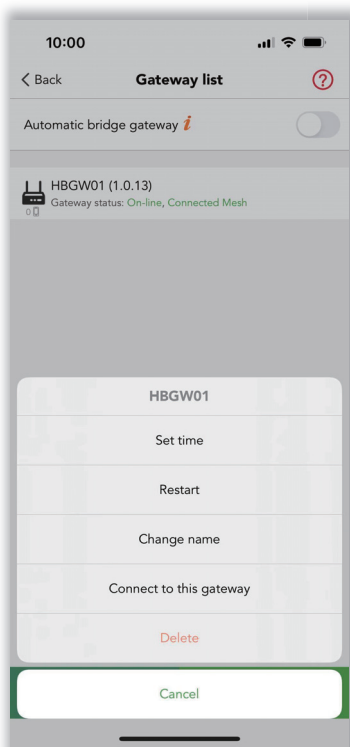 10:00
Back
Gateway list
?
Automatic bridge gateway i
HBGW01 (1.0.13)
Gateway status: On-line, Connected Mesh
0
HBGW01
Set time
Restart
Change name
Connect to this gateway
Delete
Cancel